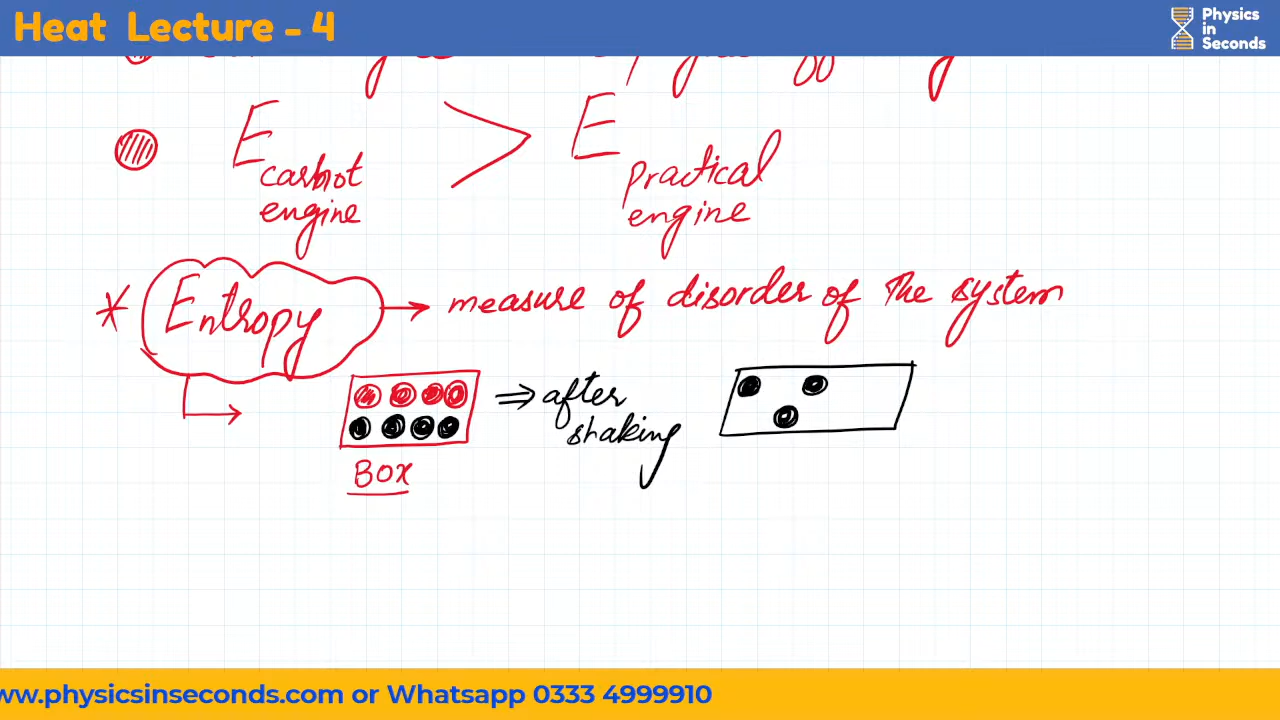 Heat Lecture - 4
Physics
in
Seconds
E carnot engine > E practical engine
* Entropy → measure of disorder of the system
⇒ after
shaking
BOX
ww.physicsinseconds.com or Whatsapp 0333 4999910